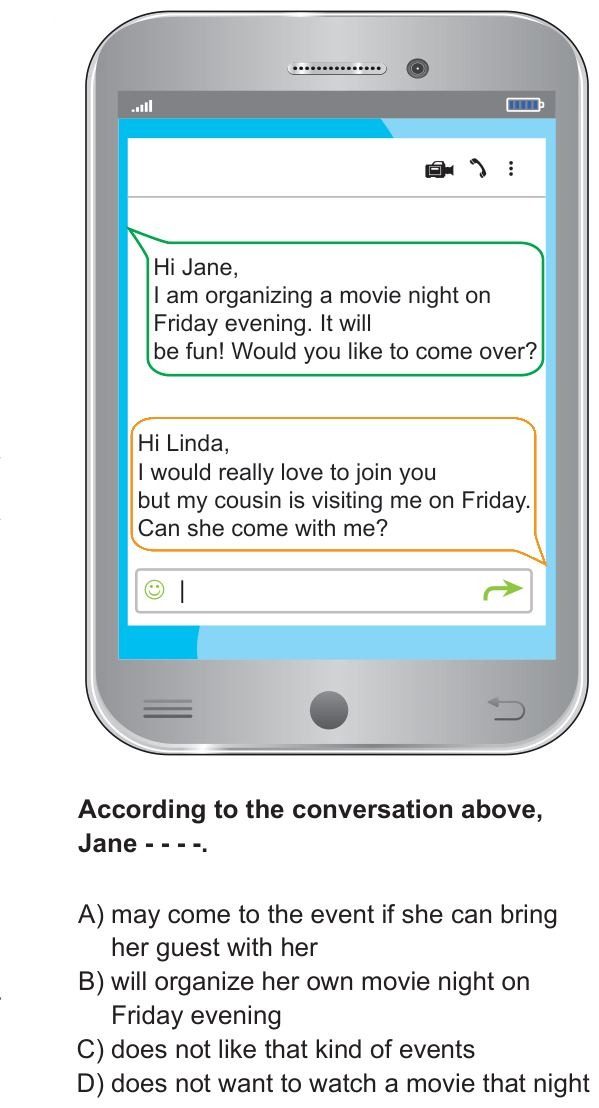 Hi Jane,
I am organizing a movie night on
Friday evening. It will
be fun! Would you like to come over?
Hi Linda,
I would really love to join you
but my cousin is visiting me on Friday.
Can she come with me?
According to the conversation above,
Jane - - - -.
A) may come to the event if she can bring
her guest with her
B) will organize her own movie night on
Friday evening
C) does not like that kind of events
D) does not want to watch a movie that night